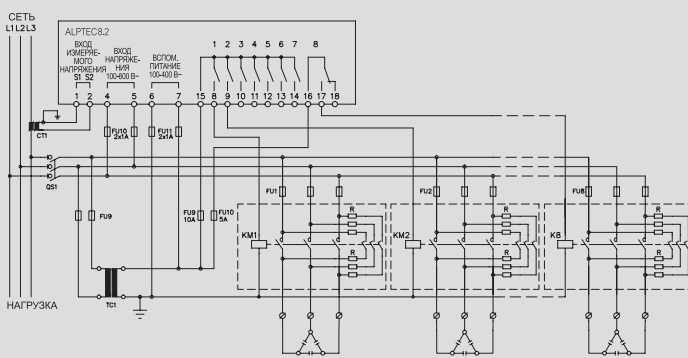 СЕТЬ
L1 L2 L3
ALPTEC8.2
ВХОД
ИЗМЕРЯЕ-
МОГО
НАПРЯЖЕНИЯ
S1 S2
ВХОД
НАПРЯЖЕ-
НИЯ
100-600 В~
ВСПОМ.
ПИТАНИЕ
100-400 В~
1 2 3 4 5 6 7 8
1 2 4 5 6 7 15 8 9 10 11 12 13 14 16 17 18
CT1
FU10
2x1A
FU11
2x1A
QS1
FU1
FU2
FU8
FU9
FU9
10A
FU10
5A
KM1
R
R
KM2
R
R
K8
R
R
TC1
НАГРУЗКА